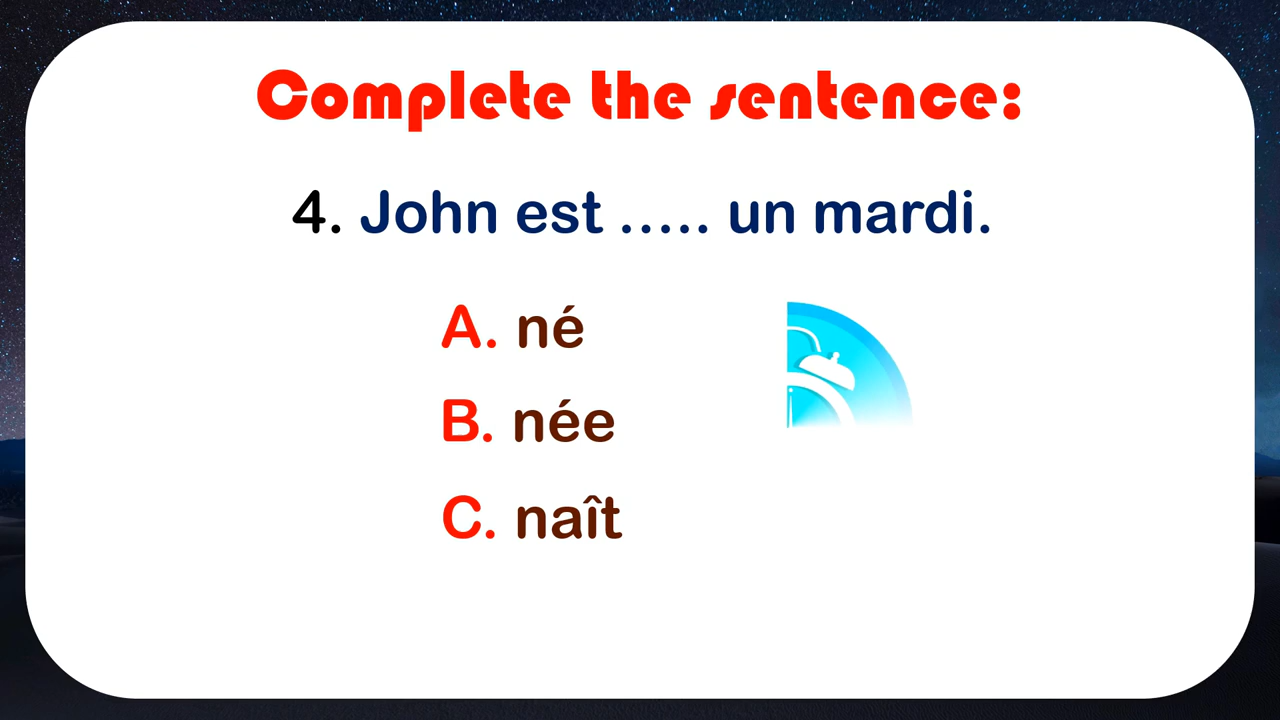 Complete the sentence:
4. John est ..... un mardi.
A. né
B. née
C. naît